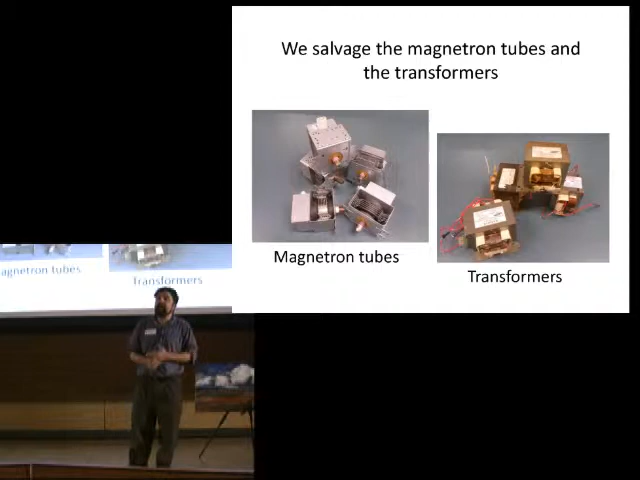 We salvage the magnetron tubes and
the transformers
Magnetron tubes
Transformers
agnetron tubes
Transformers